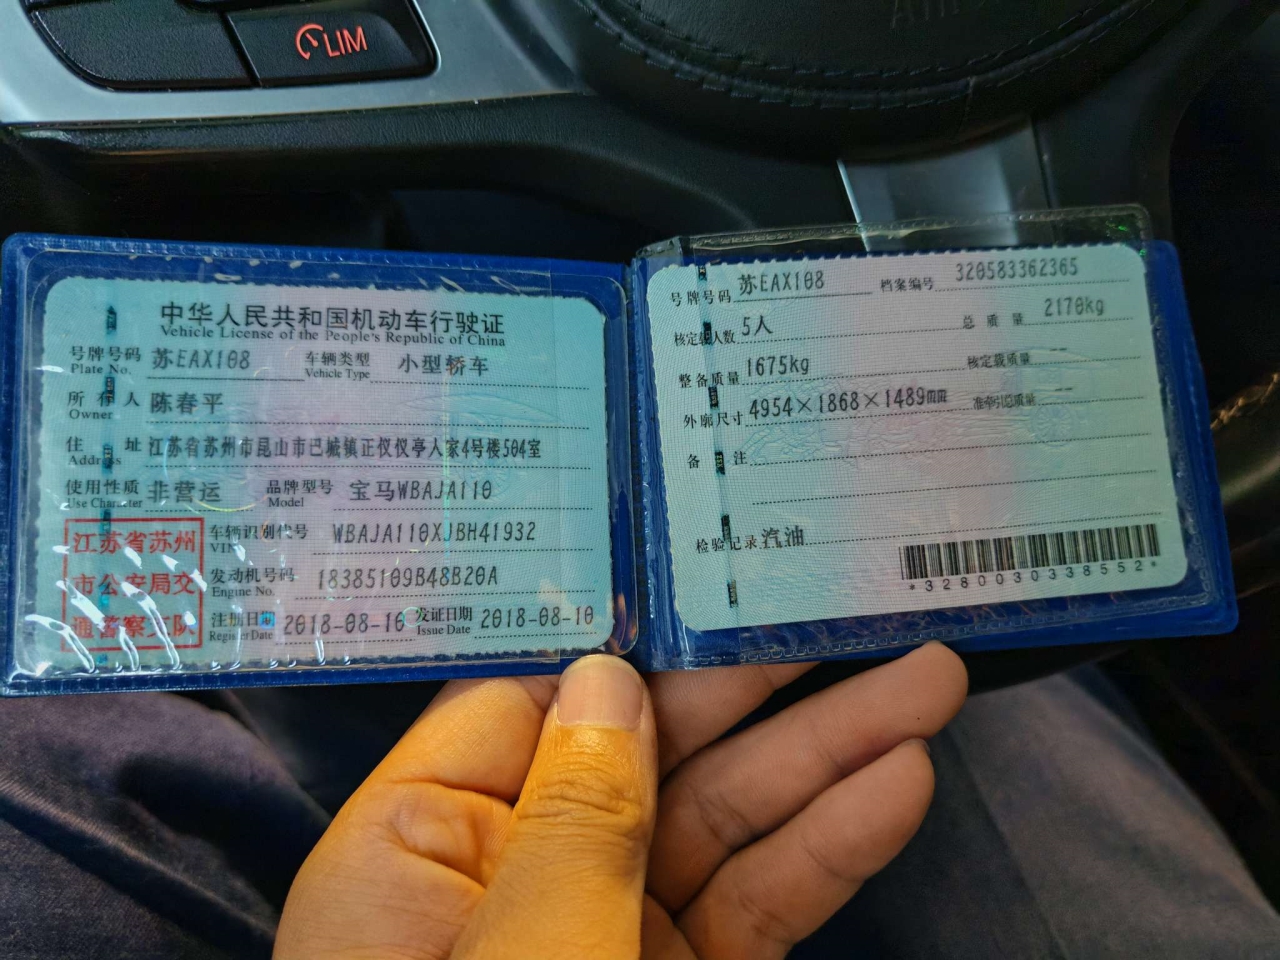 LIM
中华人民共和国机动车行驶证
Vehicle License of the People's Republic of China
号牌号码 苏EAX108 车辆类型 小型轿车
Plate No. Vehicle Type
所有人 陈春平
Owner
住址 江苏省苏州市昆山市巴城镇正仪仪亭人家4号楼504室
Address
使用性质 非营运 品牌型号 宝马WBAJA110
Use Character Model
江苏省苏州
市公安局交
通警察支队
车辆识别代号 WBAJA110XJBH41932
VIN
发动机号码 18385109B48B20A
Engine No.
注册日期 2018-08-10 发证日期 2018-08-10
Register Date Issue Date
号牌号码 苏EAX108 档案编号 320583362365
核定载人数 5人 总质量 2170kg
整备质量 1675kg 核定载质量 --
外廓尺寸 4954×1868×1489mm 准牵引总质量 --
备注
检验记录 汽油
*3280030338552*